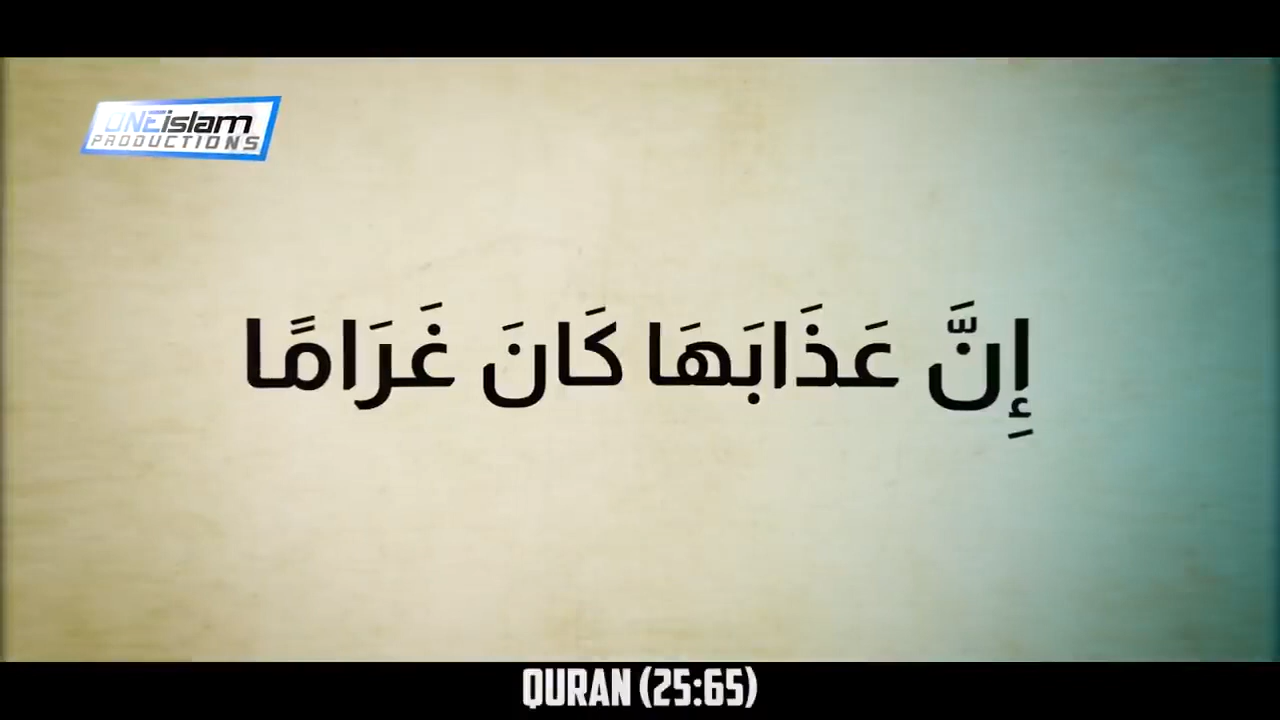 ONEislam
PRODUCTIONS
إِنَّ عَذَابَهَا كَانَ غَرَامًا
QURAN (25:65)